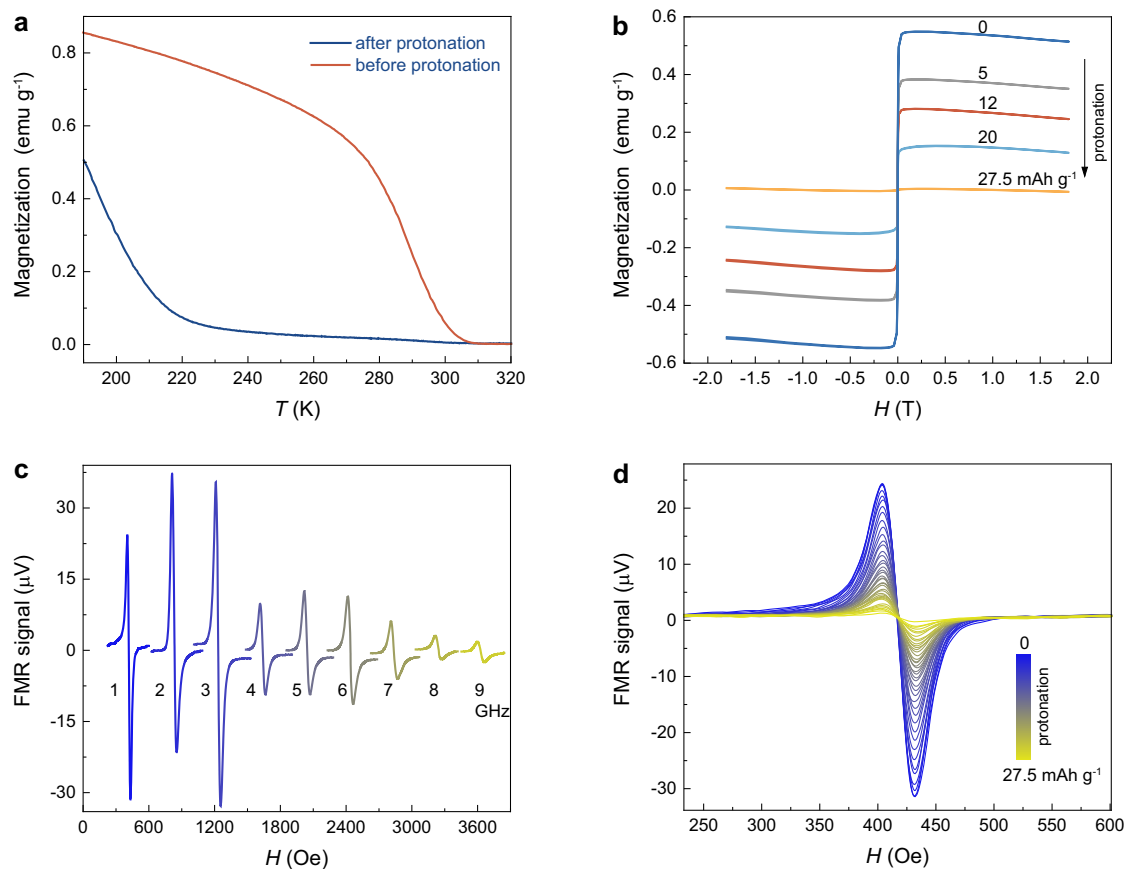 a
after protonation
before protonation
0.8
0.6
0.4
0.2
0.0
Magnetization (emu g⁻¹)
200 220 240 260 280 300 320
T (K)
b
0
5
12
20
27.5 mAh g⁻¹
protonation
0.6
0.4
0.2
0.0
-0.2
-0.4
-0.6
Magnetization (emu g⁻¹)
-2.0 -1.5 -1.0 -0.5 0.0 0.5 1.0 1.5 2.0
H (T)
c
30
15
0
-15
-30
FMR signal (μV)
1 2 3 4 5 6 7 8 9
GHz
0 600 1200 1800 2400 3000 3600
H (Oe)
d
20
10
0
-10
-20
-30
FMR signal (μV)
0
protonation
27.5 mAh g⁻¹
250 300 350 400 450 500 550 600
H (Oe)